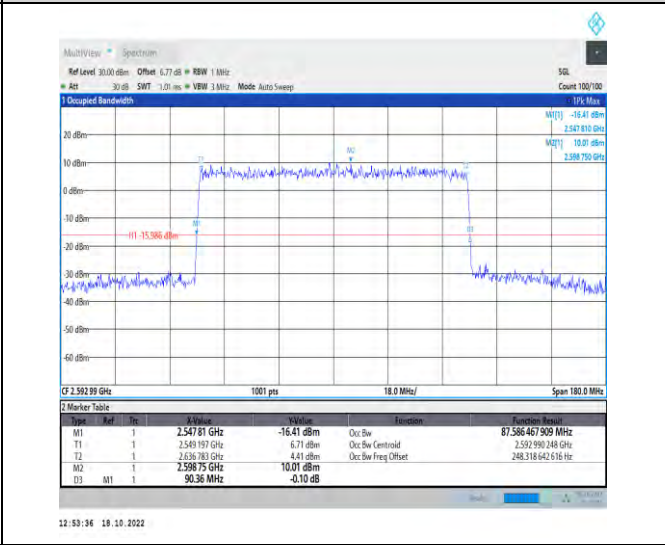 MultiView Spectrum
Ref Level 30.00 dBm Offset 6.77 dB RBW 1 MHz SGL
Att 30 dB SWT 1.01 ms VBW 3 MHz Mode Auto Sweep Count 100/100
1 Occupied Bandwidth 1Pk Max
M1[1] -16.41 dBm
2.547 810 GHz
20 dBm
M2[1] 10.01 dBm
2.598 750 GHz
M2
T1
10 dBm
0 dBm
-10 dBm
M1
H1 -15.986 dBm
-20 dBm
-30 dBm
-40 dBm
-50 dBm
-60 dBm
CF 2.592 99 GHz 1001 pts 18.0 MHz/ Span 180.0 MHz
2 Marker Table
Type Ref Trc X-Value Y-Value Function Function Result
M1 1 2.547 81 GHz -16.41 dBm Occ Bw 87.586 467 909 MHz
T1 1 2.549 197 GHz 6.71 dBm Occ Bw Centroid 2.592 990 248 GHz
T2 1 2.636 783 GHz 4.41 dBm Occ Bw Freq Offset 248.318 642 616 Hz
M2 1 2.598 75 GHz 10.01 dBm
D3 M1 1 90.36 MHz -0.10 dB
12:53:36 18.10.2022